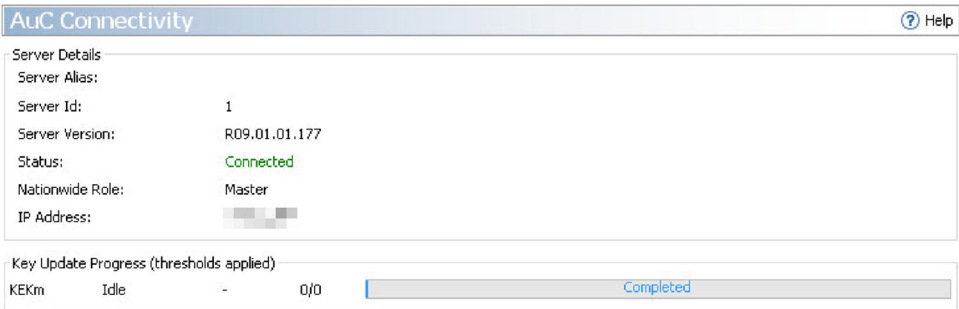 AuC Connectivity
Help
Server Details
Server Alias:
Server Id: 1
Server Version: R09.01.01.177
Status: Connected
Nationwide Role: Master
IP Address:
Key Update Progress (thresholds applied)
KEKm Idle - 0/0 Completed